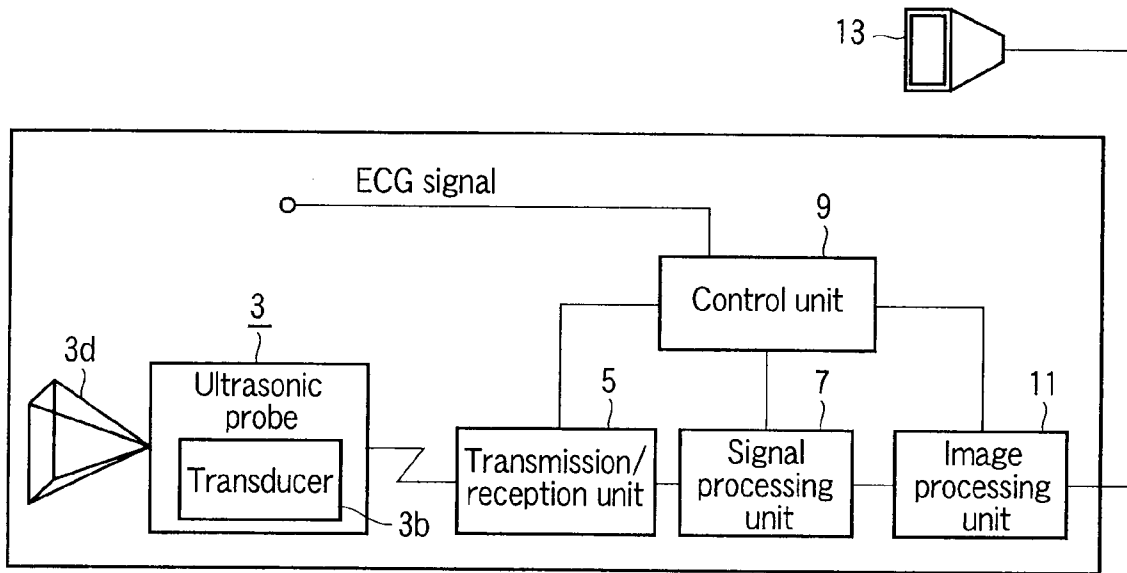 13
ECG signal
9
Control unit
3
3d
Ultrasonic
probe
Transducer
3b
5
Transmission/
reception unit
7
Signal
processing
unit
11
Image
processing
unit